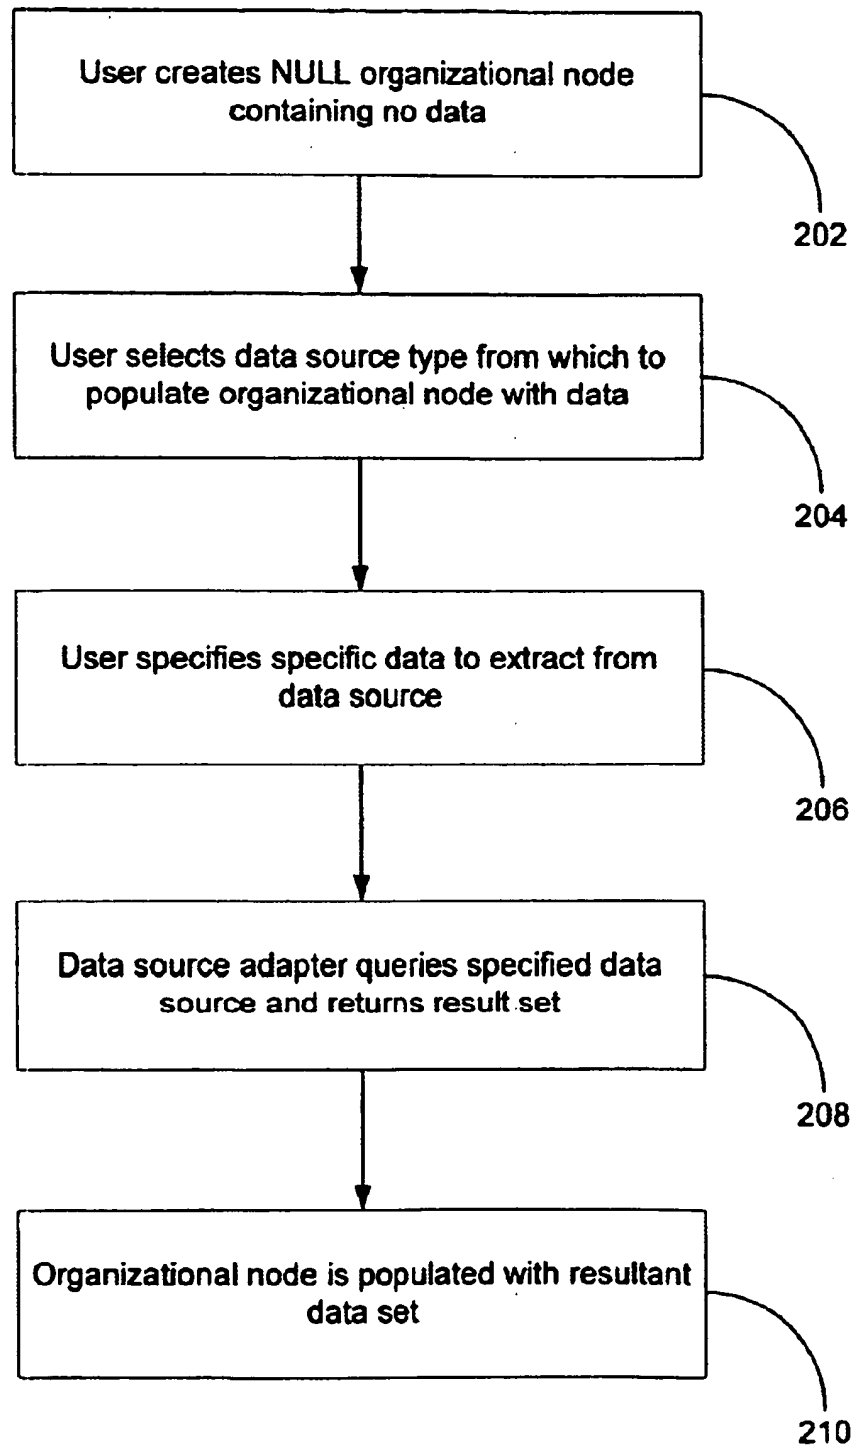 User creates NULL organizational node
containing no data
202
User selects data source type from which to
populate organizational node with data
204
User specifies specific data to extract from
data source
206
Data source adapter queries specified data
source and returns result set
208
Organizational node is populated with resultant
data set
210